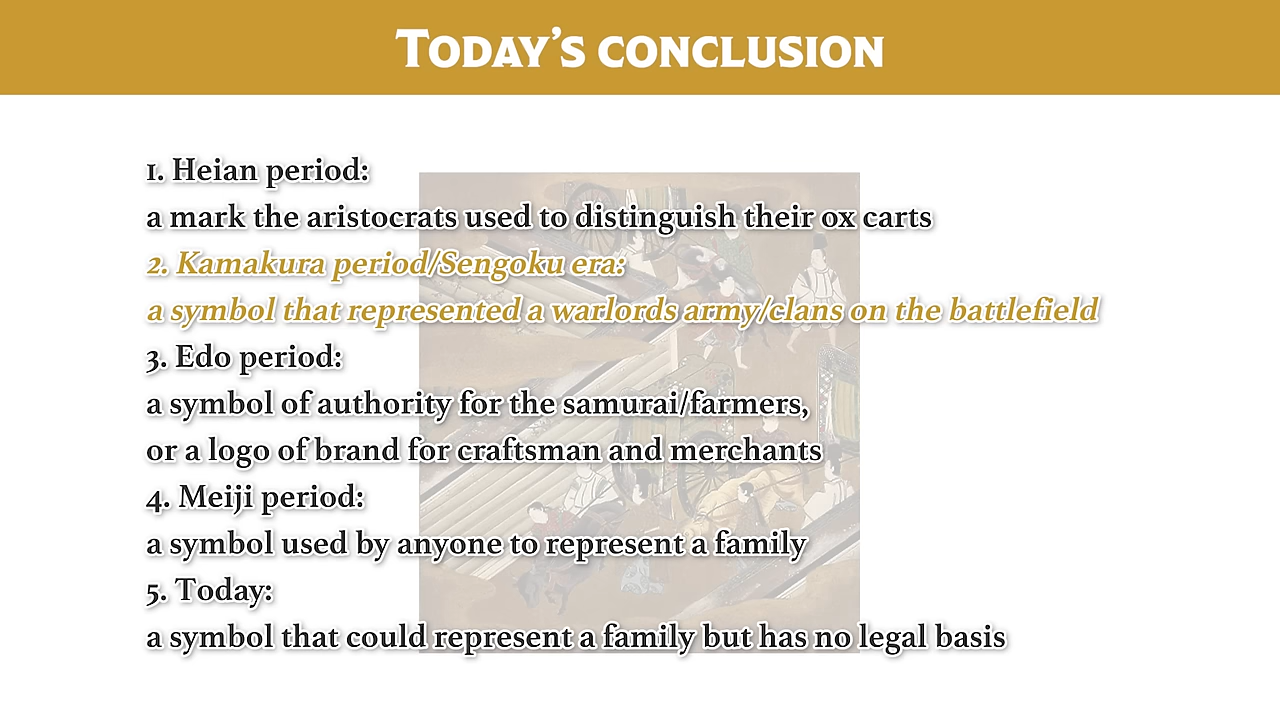 Today's conclusion
1. Heian period:
a mark the aristocrats used to distinguish their ox carts
2. Kamakura period/Sengoku era:
a symbol that represented a warlords army/clans on the battlefield
3. Edo period:
a symbol of authority for the samurai/farmers,
or a logo of brand for craftsman and merchants
4. Meiji period:
a symbol used by anyone to represent a family
5. Today:
a symbol that could represent a family but has no legal basis